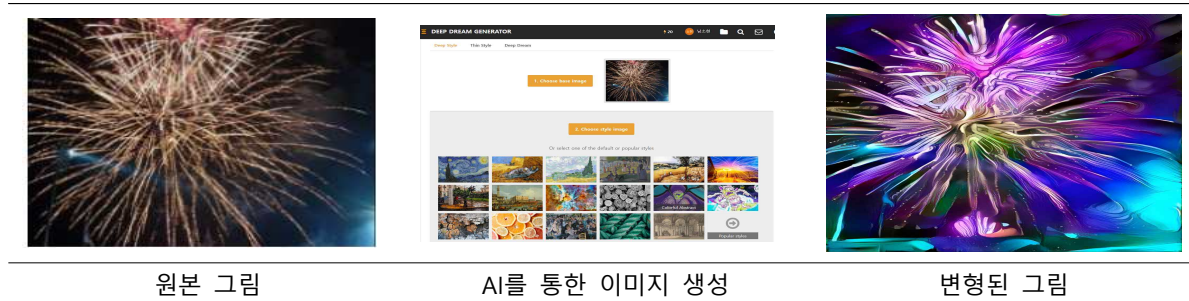 DEEP DREAM GENERATOR
Deep Style Thin Style Deep Dream
1. Choose base image
2. Choose style image
Or select one of the default or popular styles
Colorful Abstract
Popular styles
원본 그림 AI를 통한 이미지 생성 변형된 그림